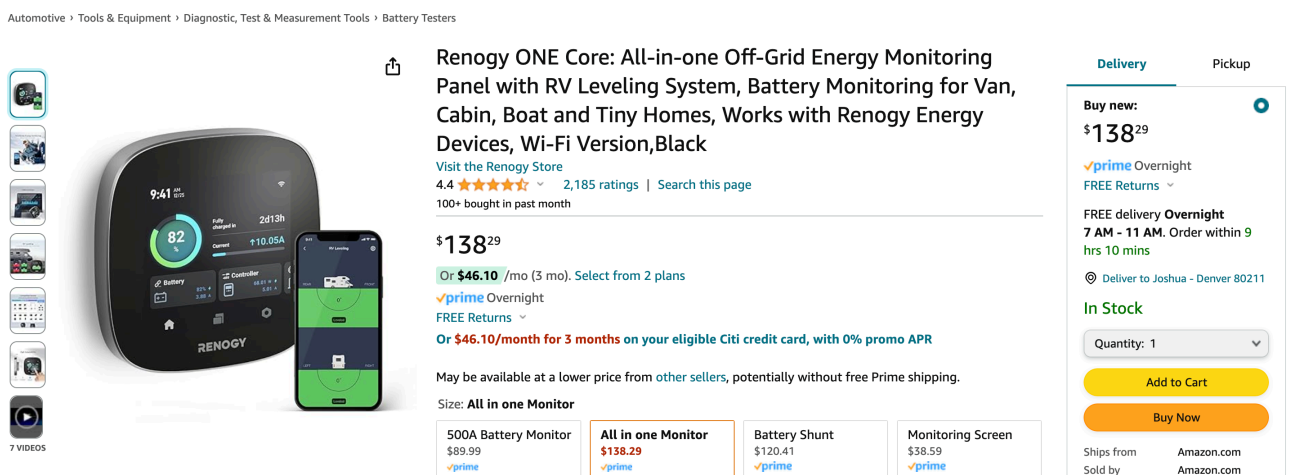 Automotive › Tools & Equipment › Diagnostic, Test & Measurement Tools › Battery Testers
7 VIDEOS
9:41 AM
12/25
82
%
Fully
charged in
2d13h
Current
↑10.05A
Battery
Controller
RENOGY
RV Leveling
0°
0°
Renogy ONE Core: All-in-one Off-Grid Energy Monitoring
Panel with RV Leveling System, Battery Monitoring for Van,
Cabin, Boat and Tiny Homes, Works with Renogy Energy
Devices, Wi-Fi Version,Black
Visit the Renogy Store
4.4 2,185 ratings | Search this page
100+ bought in past month
$138 29
Or $46.10 /mo (3 mo). Select from 2 plans
prime Overnight
FREE Returns
Or $46.10/month for 3 months on your eligible Citi credit card, with 0% promo APR
May be available at a lower price from other sellers, potentially without free Prime shipping.
Size: All in one Monitor
500A Battery Monitor
$89.99
prime
All in one Monitor
$138.29
prime
Battery Shunt
$120.41
prime
Monitoring Screen
$38.59
prime
Delivery
Pickup
Buy new:
$138 29
prime Overnight
FREE Returns
FREE delivery Overnight
7 AM - 11 AM. Order within 9
hrs 10 mins
Deliver to Joshua - Denver 80211
In Stock
Quantity: 1
Add to Cart
Buy Now
Ships from Amazon.com
Sold by Amazon.com